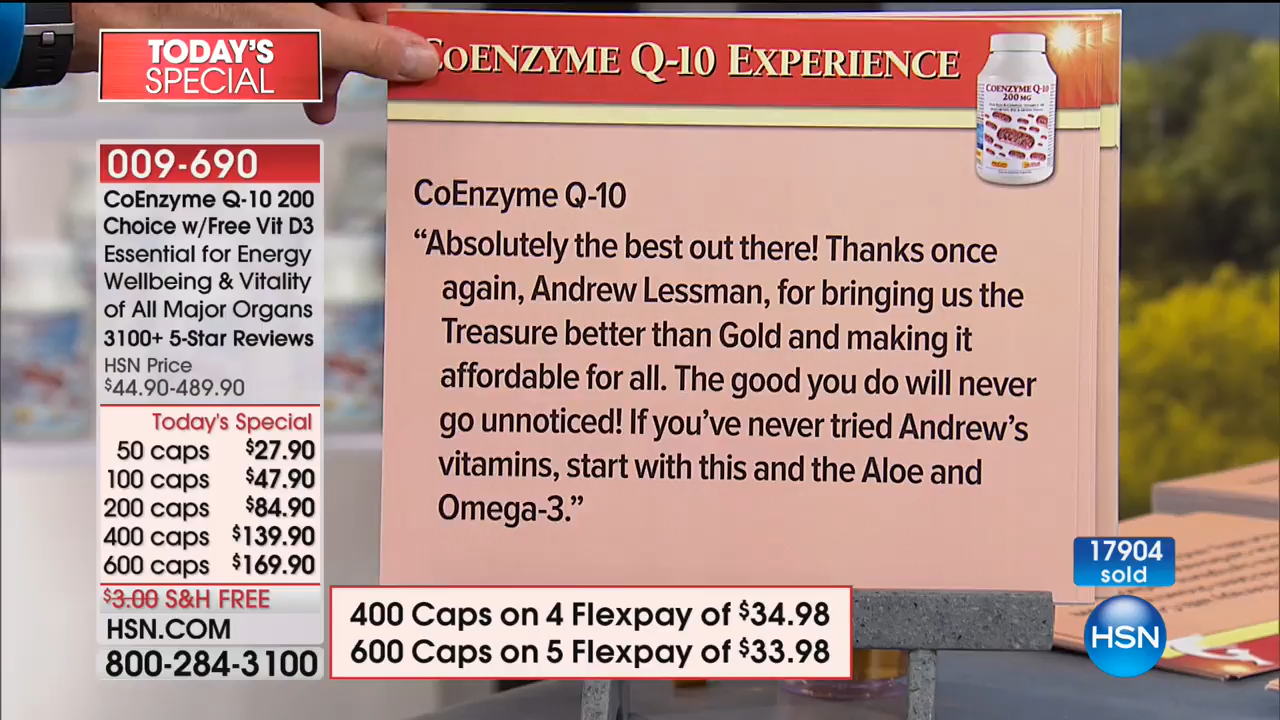 TODAY'S
SPECIAL
009-690
CoEnzyme Q-10 200
Choice w/Free Vit D3
Essential for Energy
Wellbeing & Vitality
of All Major Organs
3100+ 5-Star Reviews
HSN Price
$44.90-489.90
Today's Special
50 caps $27.90
100 caps $47.90
200 caps $84.90
400 caps $139.90
600 caps $169.90
$3.00 S&H FREE
HSN.COM
800-284-3100
COENZYME Q-10 EXPERIENCE
COENZYME Q-10
200 MG
CoEnzyme Q-10
“Absolutely the best out there! Thanks once
again, Andrew Lessman, for bringing us the
Treasure better than Gold and making it
affordable for all. The good you do will never
go unnoticed! If you’ve never tried Andrew’s
vitamins, start with this and the Aloe and
Omega-3.”
400 Caps on 4 Flexpay of $34.98
600 Caps on 5 Flexpay of $33.98
17904
sold
HSN